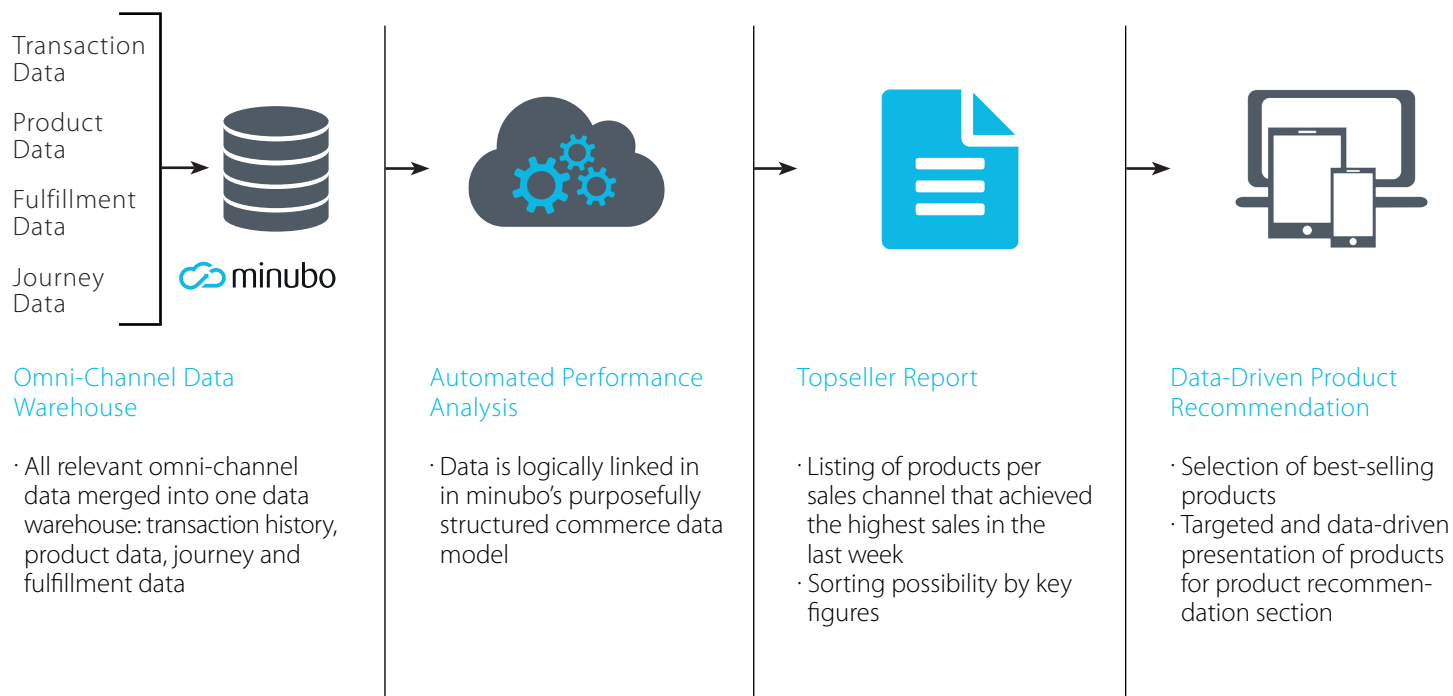 Transaction
Data
Product
Data
Fulfillment
Data
Journey
Data
minubo
Omni-Channel Data
Warehouse
· All relevant omni-channel
data merged into one data
warehouse: transaction history,
product data, journey and
fulfillment data
Automated Performance
Analysis
· Data is logically linked in
in minubo’s purposefully
structured commerce data
model
Topseller Report
· Listing of products per
sales channel that achieved
the highest sales in the
last week
· Sorting possibility by key
figures
Data-Driven Product
Recommendation
· Selection of best-selling
products
· Targeted and data-driven
presentation of products
for product recommen-
dation section